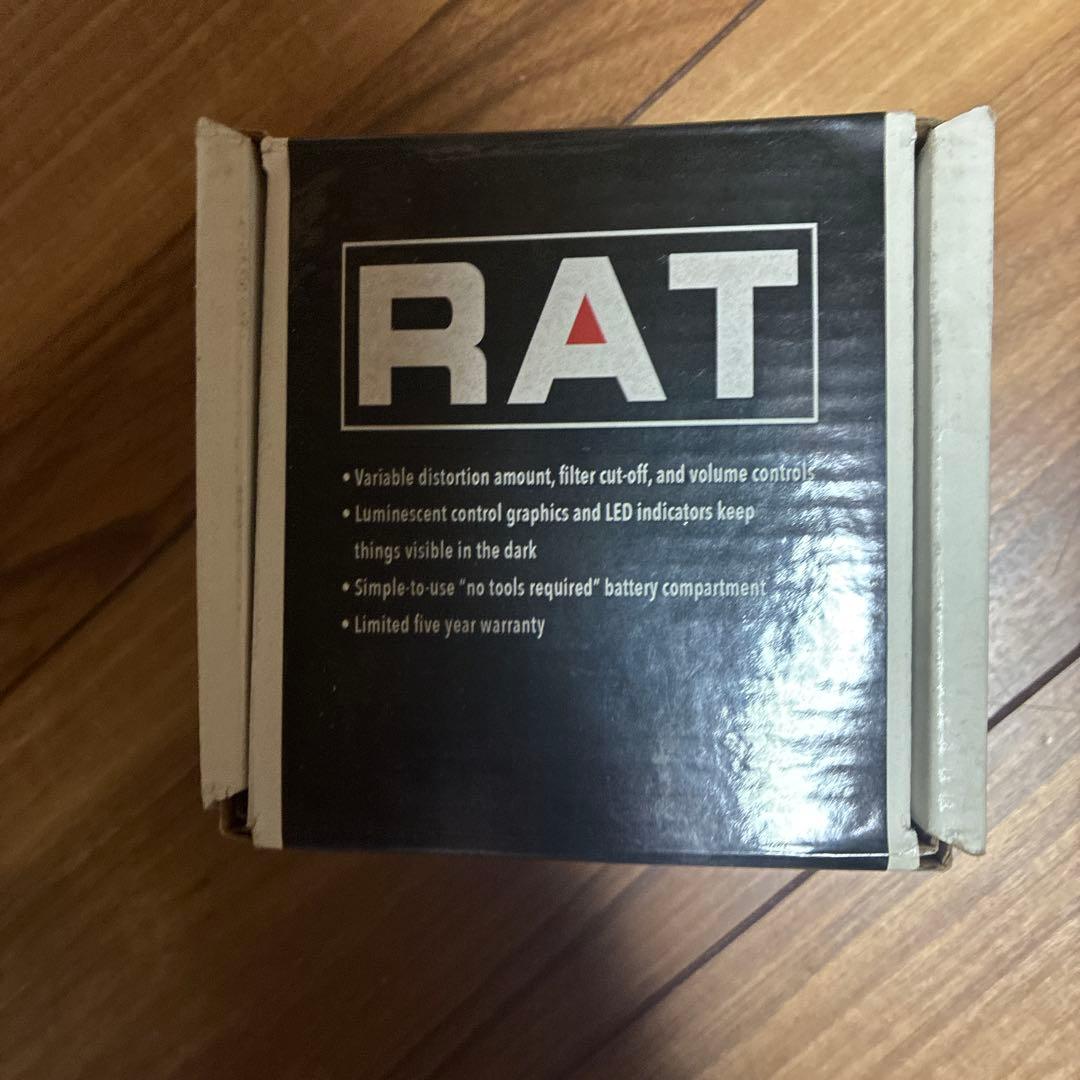 RAT
• Variable distortion amount, filter cut-off, and volume controls
• Luminescent control graphics and LED indicators keep
things visible in the dark
• Simple-to-use "no tools required" battery compartment
• Limited five year warranty